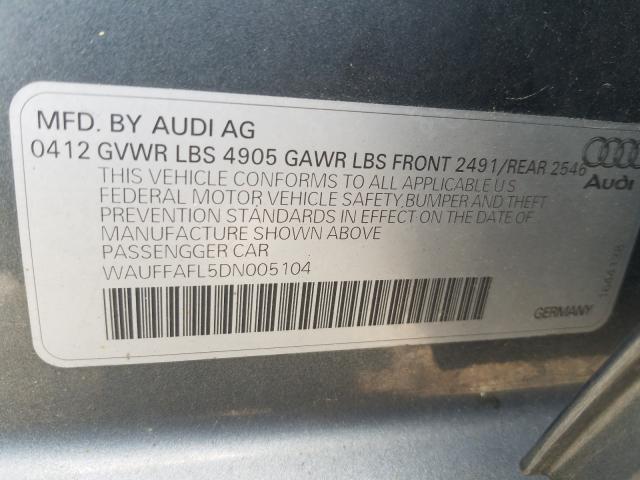 MFD. BY AUDI AG
0412 GVWR LBS 4905 GAWR LBS FRONT 2491/REAR 2546
THIS VEHICLE CONFORMS TO ALL APPLICABLE U S
FEDERAL MOTOR VEHICLE SAFETY,BUMPER AND THEFT
PREVENTION STANDARDS IN EFFECT ON THE DATE OF
MANUFACTURE SHOWN ABOVE
PASSENGGER CAR
WAUFFAFL5DN005104
Audi
GERMANY